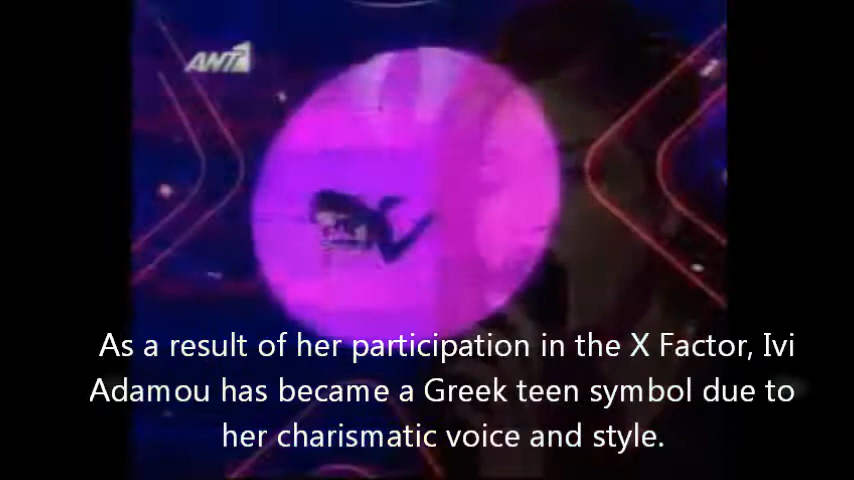 ANT1
As a result of her participation in the X Factor, Ivi
Adamou has became a Greek teen symbol due to
her charismatic voice and style.